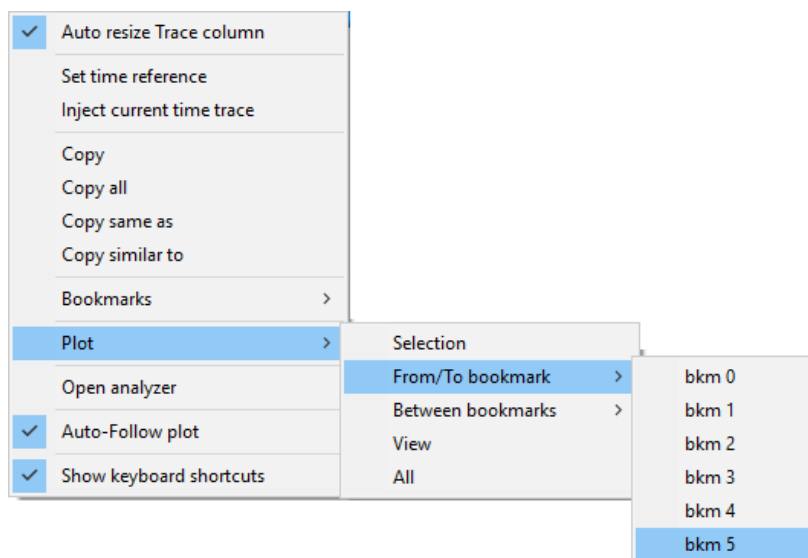 Auto resize Trace column
Set time reference
Inject current time trace
Copy
Copy all
Copy same as
Copy similar to
Bookmarks
Plot
Open analyzer
Auto-Follow plot
Show keyboard shortcuts
Selection
From/To bookmark
Between bookmarks
View
All
bkm 0
bkm 1
bkm 2
bkm 3
bkm 4
bkm 5